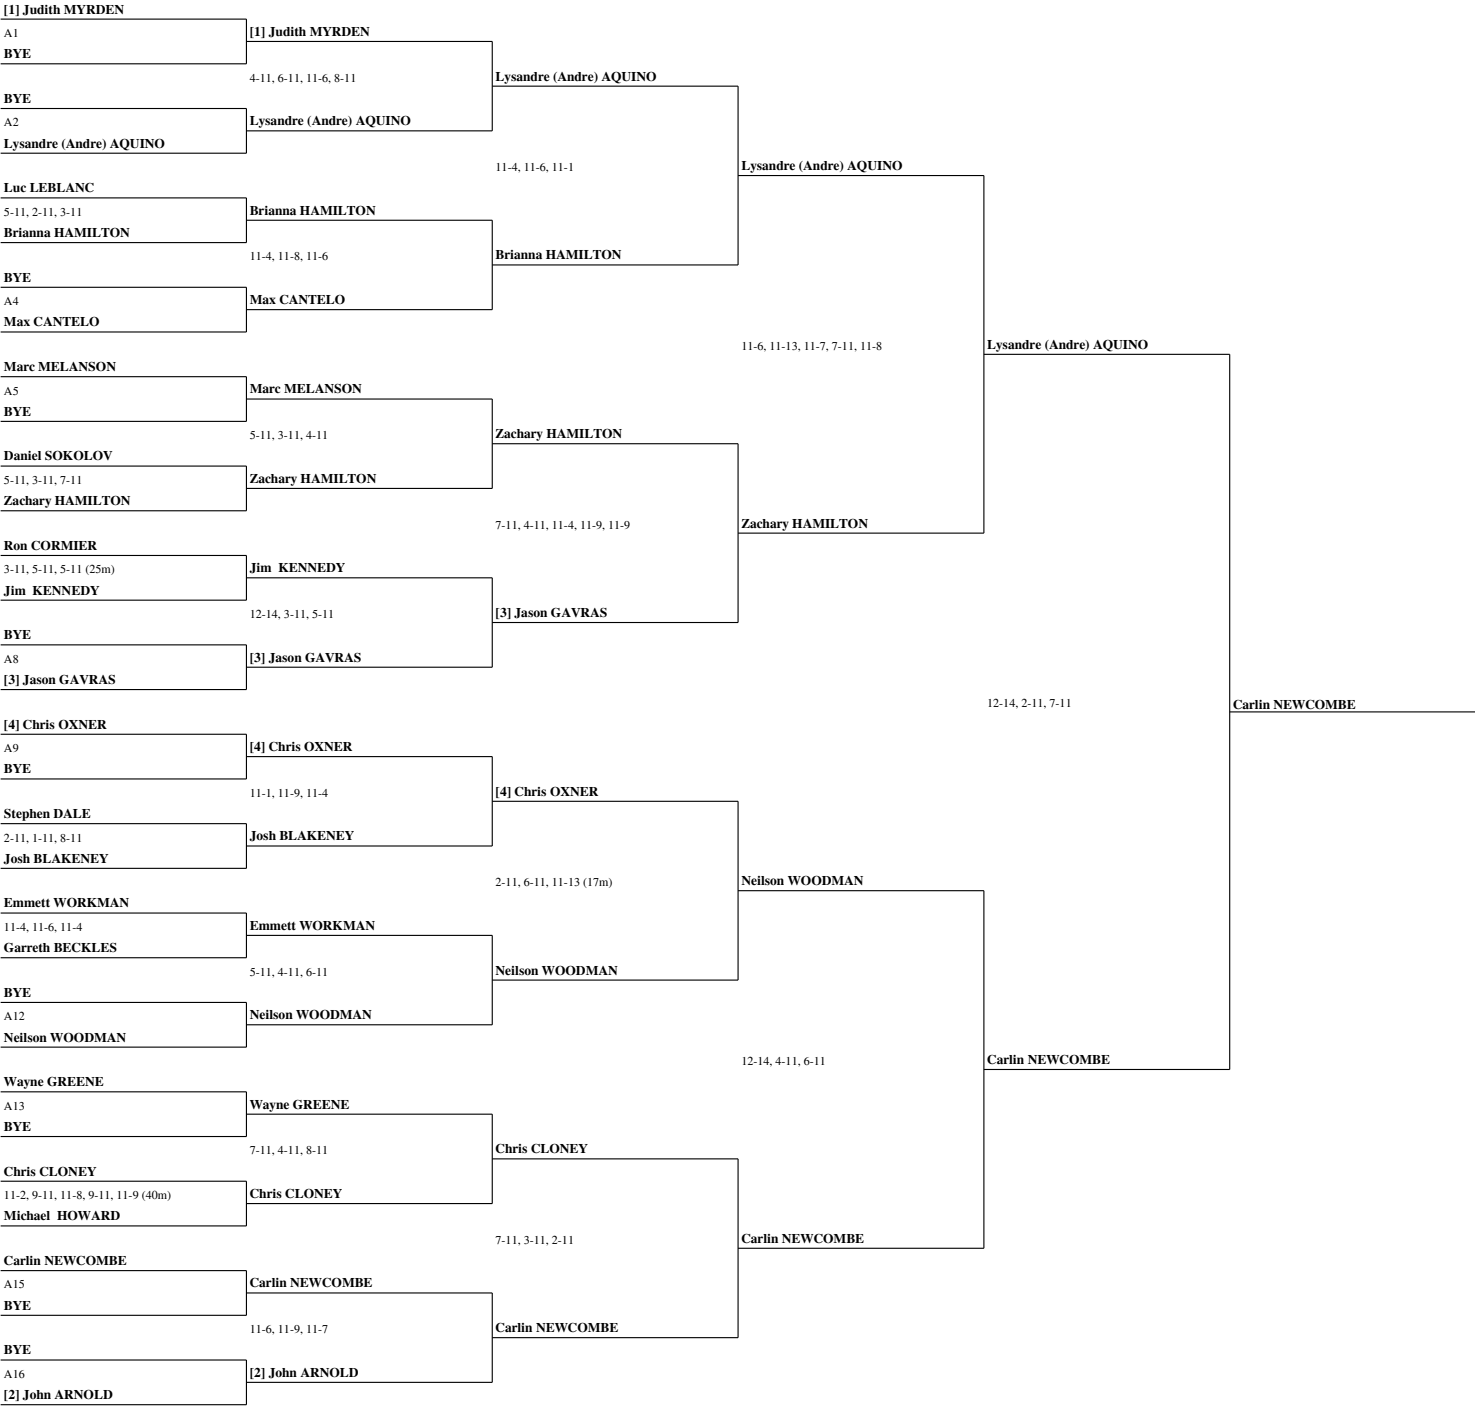 [1] Judith MYRDEN
A1
[1] Judith MYRDEN
BYE
4-11, 6-11, 11-6, 8-11
Lysandre (Andre) AQUINO
BYE
A2
Lysandre (Andre) AQUINO
Lysandre (Andre) AQUINO
11-4, 11-6, 11-1
Lysandre (Andre) AQUINO
Luc LEBLANC
5-11, 2-11, 3-11
Brianna HAMILTON
Brianna HAMILTON
11-4, 11-8, 11-6
Brianna HAMILTON
BYE
A4
Max CANTELO
Max CANTELO
11-6, 11-13, 11-7, 7-11, 11-8
Lysandre (Andre) AQUINO
Marc MELANSON
A5
Marc MELANSON
BYE
5-11, 3-11, 4-11
Zachary HAMILTON
Daniel SOKOLOV
5-11, 3-11, 7-11
Zachary HAMILTON
Zachary HAMILTON
7-11, 4-11, 11-4, 11-9, 11-9
Zachary HAMILTON
Ron CORMIER
3-11, 5-11, 5-11 (25m)
Jim  KENNEDY
Jim  KENNEDY
12-14, 3-11, 5-11
[3] Jason GAVRAS
BYE
A8
[3] Jason GAVRAS
[3] Jason GAVRAS
12-14, 2-11, 7-11
Carlin NEWCOMBE
[4] Chris OXNER
A9
[4] Chris OXNER
BYE
11-1, 11-9, 11-4
[4] Chris OXNER
Stephen DALE
2-11, 1-11, 8-11
Josh BLAKENEY
Josh BLAKENEY
2-11, 6-11, 11-13 (17m)
Neilson WOODMAN
Emmett WORKMAN
11-4, 11-6, 11-4
Emmett WORKMAN
Garreth BECKLES
5-11, 4-11, 6-11
Neilson WOODMAN
BYE
A12
Neilson WOODMAN
Neilson WOODMAN
12-14, 4-11, 6-11
Carlin NEWCOMBE
Wayne GREENE
A13
Wayne GREENE
BYE
7-11, 4-11, 8-11
Chris CLONEY
Chris CLONEY
11-2, 9-11, 11-8, 9-11, 11-9 (40m)
Chris CLONEY
Michael  HOWARD
7-11, 3-11, 2-11
Carlin NEWCOMBE
Carlin NEWCOMBE
A15
Carlin NEWCOMBE
BYE
11-6, 11-9, 11-7
Carlin NEWCOMBE
BYE
A16
[2] John ARNOLD
[2] John ARNOLD